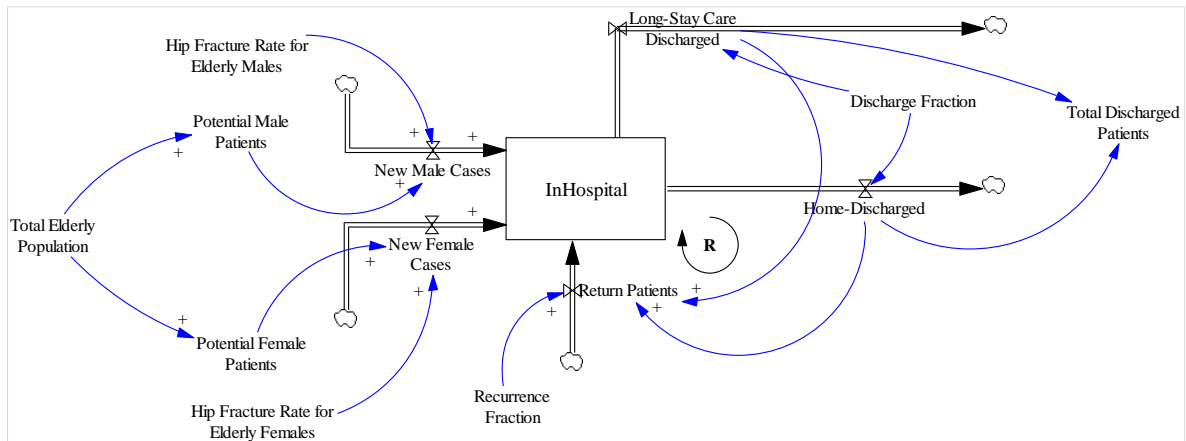 Long-Stay Care
Discharged
Hip Fracture Rate for
Elderly Males
Discharge Fraction
Total Discharged
Patients
Potential Male
Patients
+
+
+
New Male Cases
+
InHospital
Home-Discharged
Total Elderly
Population
+
New Female
Cases
+
+
R
Return Patients
+
+
+
+
Potential Female
Patients
Recurrence
Fraction
Hip Fracture Rate for
Elderly Females